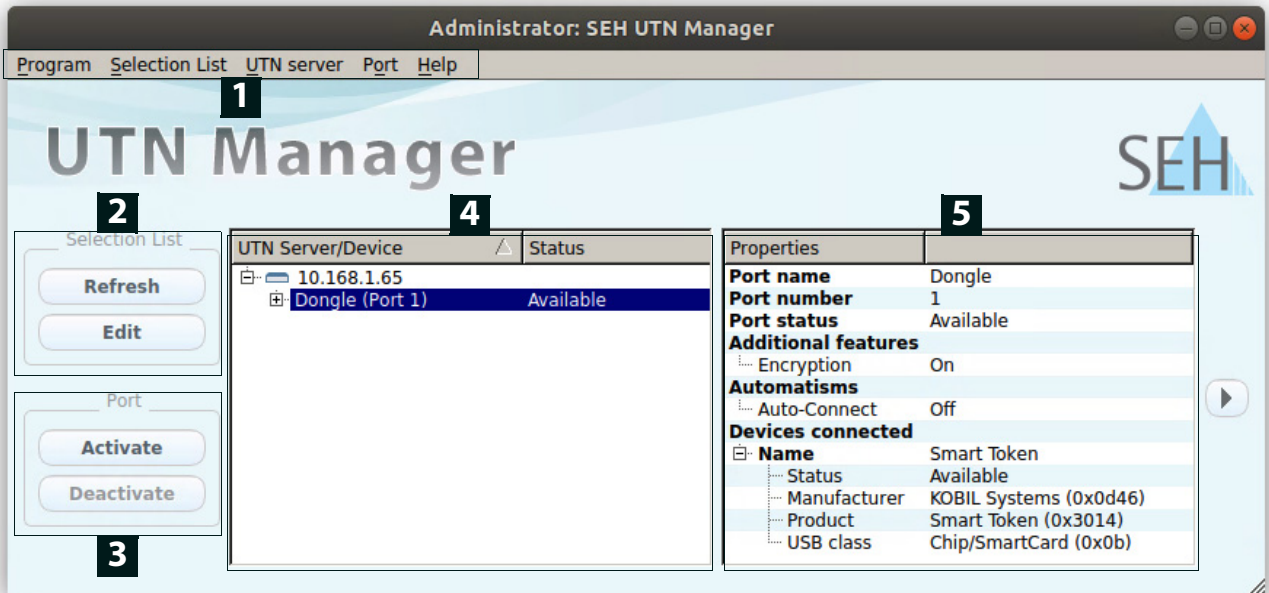 Administrator: SEH UTN Manager
Program Selection List UTN server Port Help
1
UTN Manager
SEH
2
Selection List
Refresh
Edit
Port
Activate
Deactivate
3
4
UTN Server/Device Status
10.168.1.65
Dongle (Port 1) Available
5
Properties
Port name Dongle
Port number 1
Port status Available
Additional features
Encryption On
Automatisms
Auto-Connect Off
Devices connected
Name Smart Token
Status Available
Manufacturer KOBIL Systems (0x0d46)
Product Smart Token (0x3014)
USB class Chip/SmartCard (0x0b)